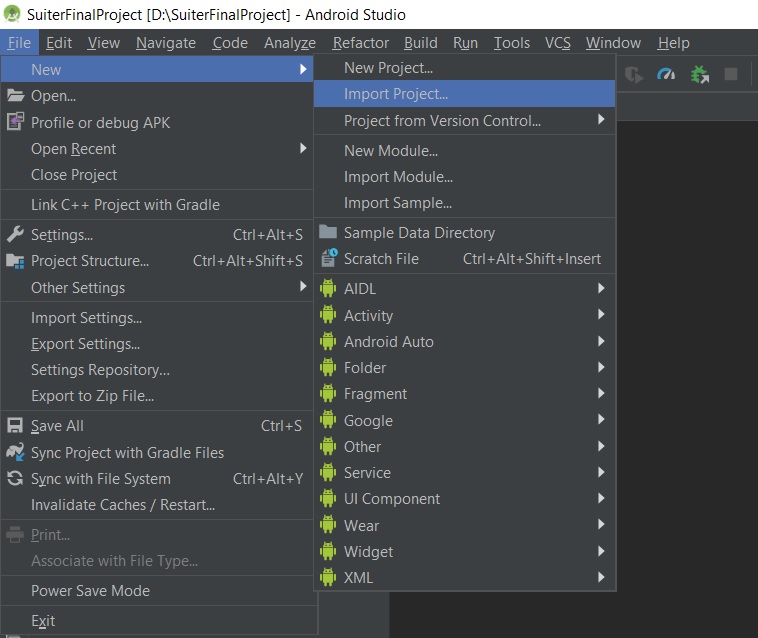 SuiterFinalProject [D:\SuiterFinalProject] - Android Studio
File Edit View Navigate Code Analyze Refactor Build Run Tools VCS Window Help
New
Open...
Profile or debug APK
Open Recent
Close Project
Link C++ Project with Gradle
Settings... Ctrl+Alt+S
Project Structure... Ctrl+Alt+Shift+S
Other Settings
Import Settings...
Export Settings...
Settings Repository...
Export to Zip File...
Save All Ctrl+S
Sync Project with Gradle Files
Sync with File System Ctrl+Alt+Y
Invalidate Caches / Restart...
Print...
Associate with File Type...
Power Save Mode
Exit
New Project...
Import Project...
Project from Version Control...
New Module...
Import Module...
Import Sample...
Sample Data Directory
Scratch File Ctrl+Alt+Shift+Insert
AIDL
Activity
Android Auto
Folder
Fragment
Google
Other
Service
UI Component
Wear
Widget
XML